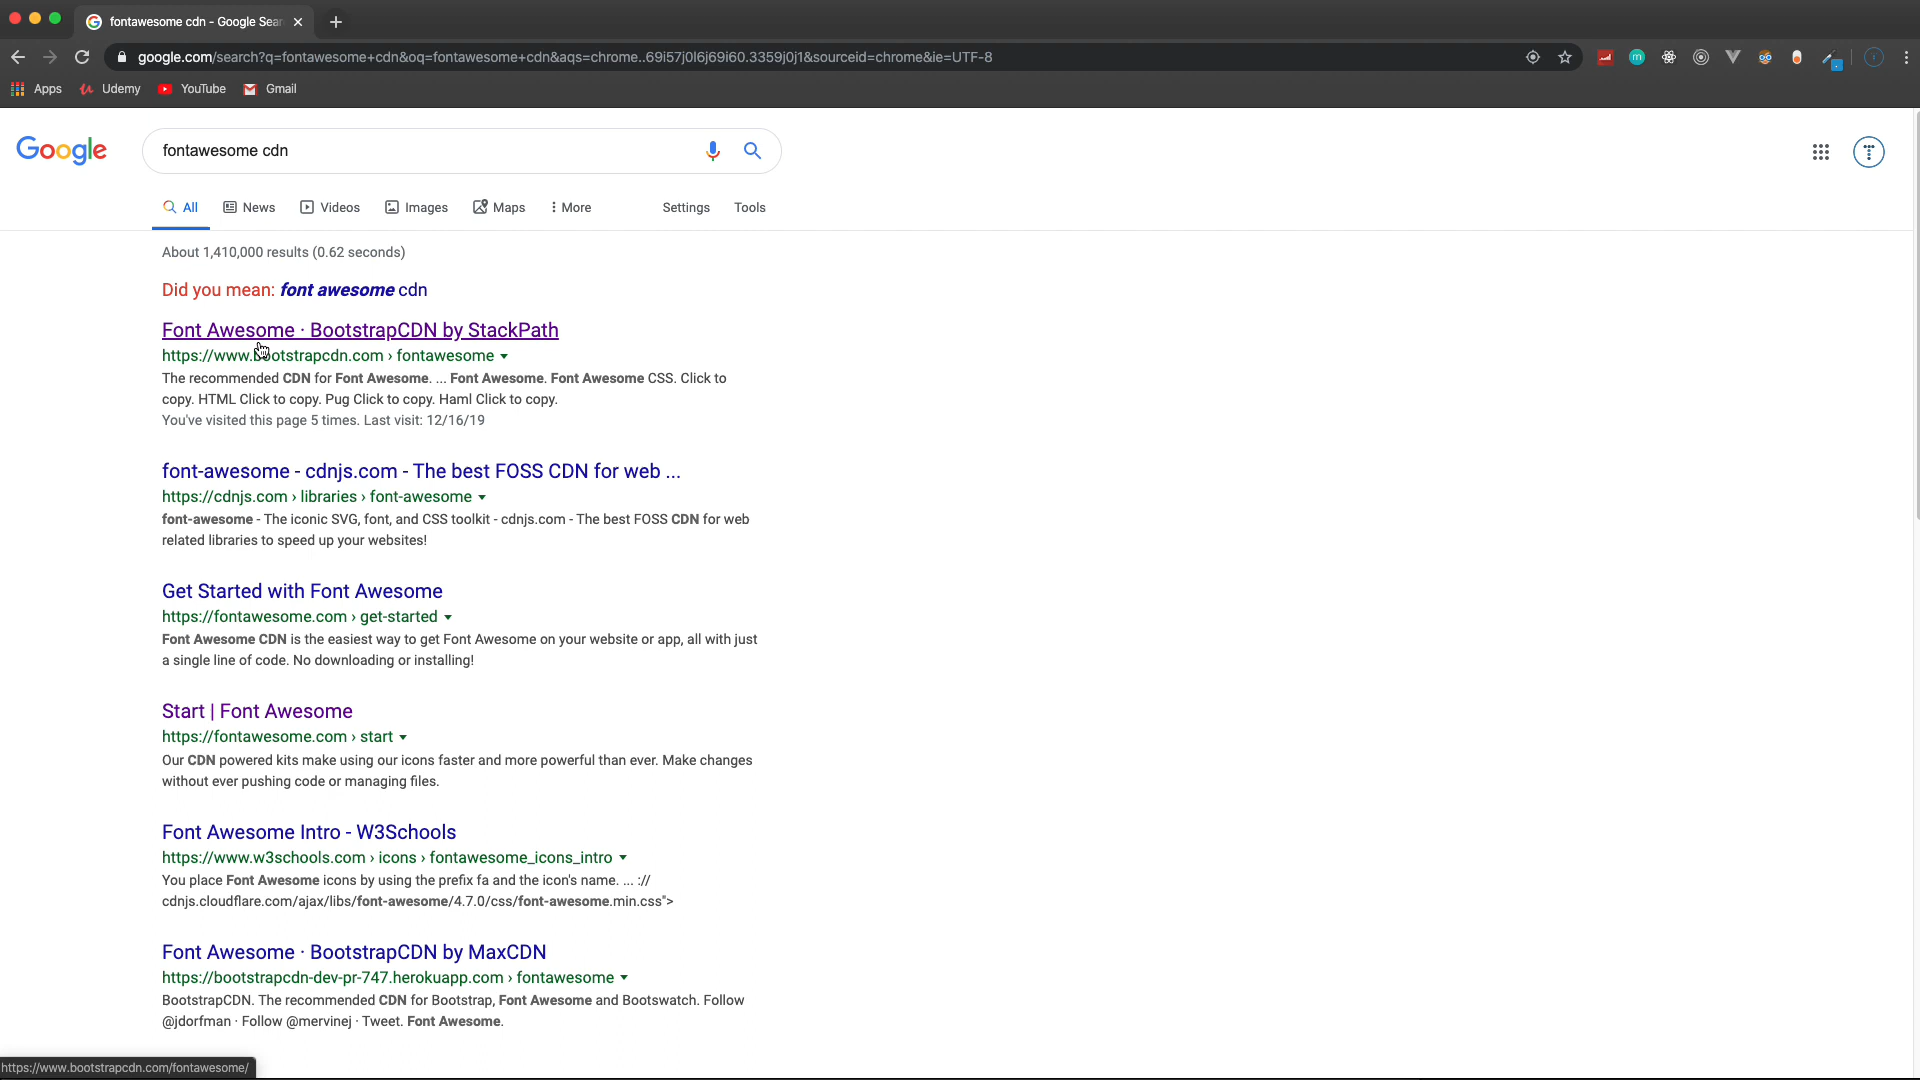 fontawesome cdn - Google Sear
google.com/search?q=fontawesome+cdn&oq=fontawesome+cdn&aqs=chrome..69i57j0l6j69i60.3359j0j1&sourceid=chrome&ie=UTF-8
Apps Udemy YouTube Gmail
Google
fontawesome cdn
All News Videos Images Maps More Settings Tools
About 1,410,000 results (0.62 seconds)
Did you mean: font awesome cdn
Font Awesome · BootstrapCDN by StackPath
https://www.bootstrapcdn.com › fontawesome
The recommended CDN for Font Awesome. ... Font Awesome. Font Awesome CSS. Click to
copy. HTML Click to copy. Pug Click to copy. Haml Click to copy.
You've visited this page 5 times. Last visit: 12/16/19
font-awesome - cdnjs.com - The best FOSS CDN for web ...
https://cdnjs.com › libraries › font-awesome
font-awesome - The iconic SVG, font, and CSS toolkit - cdnjs.com - The best FOSS CDN for web
related libraries to speed up your websites!
Get Started with Font Awesome
https://fontawesome.com › get-started
Font Awesome CDN is the easiest way to get Font Awesome on your website or app, all with just
a single line of code. No downloading or installing!
Start | Font Awesome
https://fontawesome.com › start
Our CDN powered kits make using our icons faster and more powerful than ever. Make changes
without ever pushing code or managing files.
Font Awesome Intro - W3Schools
https://www.w3schools.com › icons › fontawesome_icons_intro
You place Font Awesome icons by using the prefix fa and the icon's name. ... ://
cdnjs.cloudflare.com/ajax/libs/font-awesome/4.7.0/css/font-awesome.min.css">
Font Awesome · BootstrapCDN by MaxCDN
https://bootstrapcdn-dev-pr-747.herokuapp.com › fontawesome
BootstrapCDN. The recommended CDN for Bootstrap, Font Awesome and Bootswatch. Follow
@jdorfman · Follow @mervinej · Tweet. Font Awesome.
https://www.bootstrapcdn.com/fontawesome/